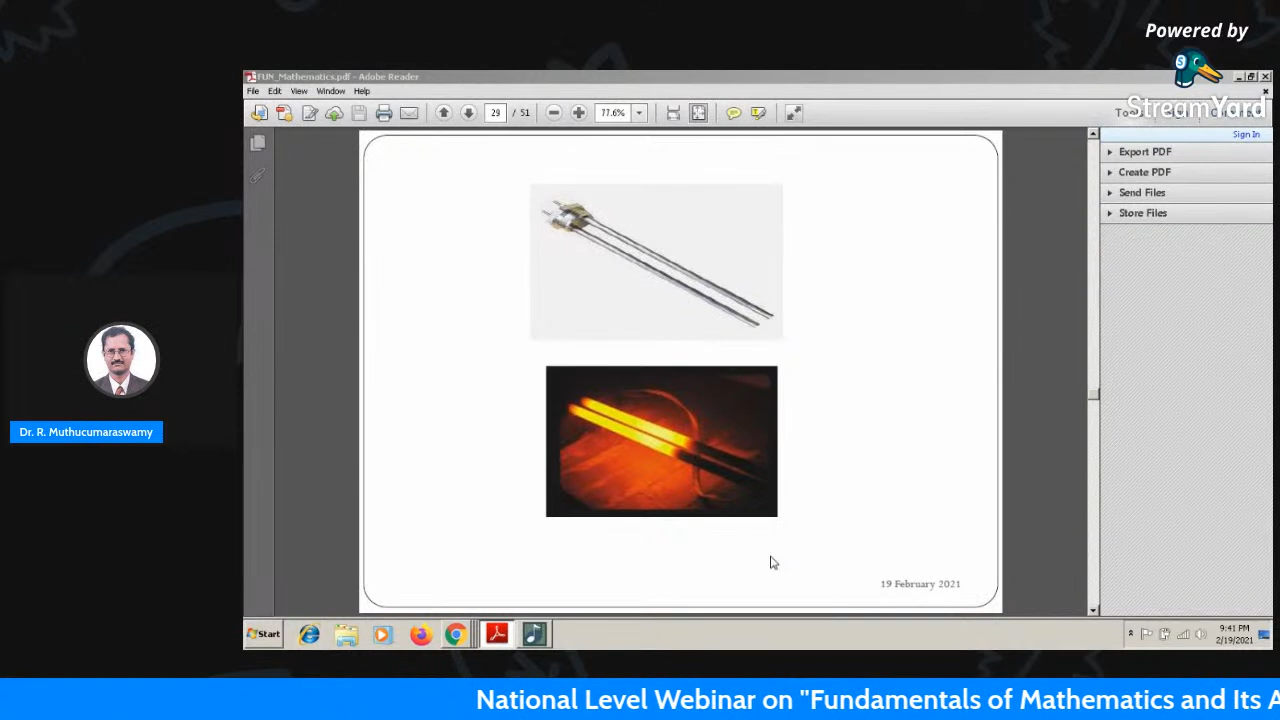 Powered by
StreamYard
FUN_Mathematics.pdf - Adobe Reader
File Edit View Window Help
29 / 51 77.6%
Sign In
Export PDF
Create PDF
Send Files
Store Files
Dr. R. Muthucumaraswamy
19 February 2021
Start
9:41 PM
2/19/2021
National Level Webinar on "Fundamentals of Mathematics and Its A